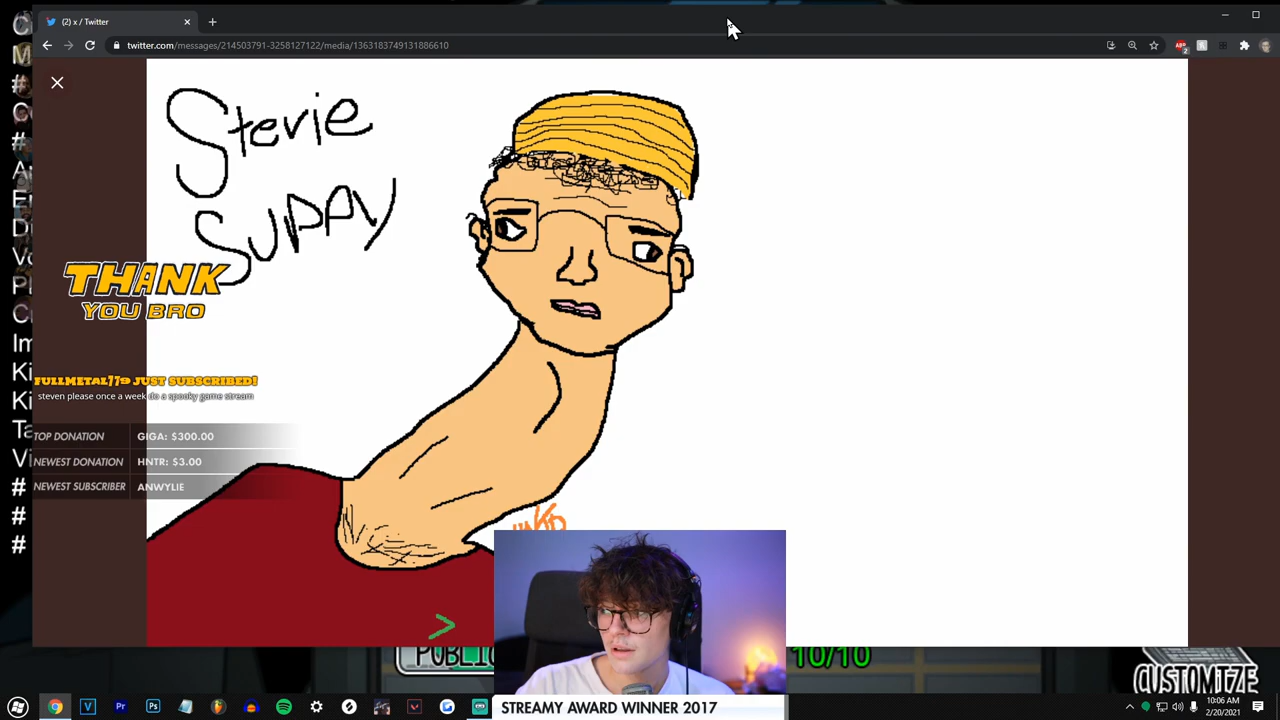 (2) x / Twitter
twitter.com/messages/214503791-3258127122/media/1363183749131886610
Stevie
SUPPY
THANK
YOU BRO
FULLMETAL779 JUST SUBSCRIBED!
steven please once a week do a spooky game stream
TOP DONATION GIGA: $300.00
NEWEST DONATION HNTR: $3.00
NEWEST SUBSCRIBER ANWYLIE
>
PUBLIC
10/10
CUSTOMIZE
STREAMY AWARD WINNER 2017
10:06 AM
2/20/2021